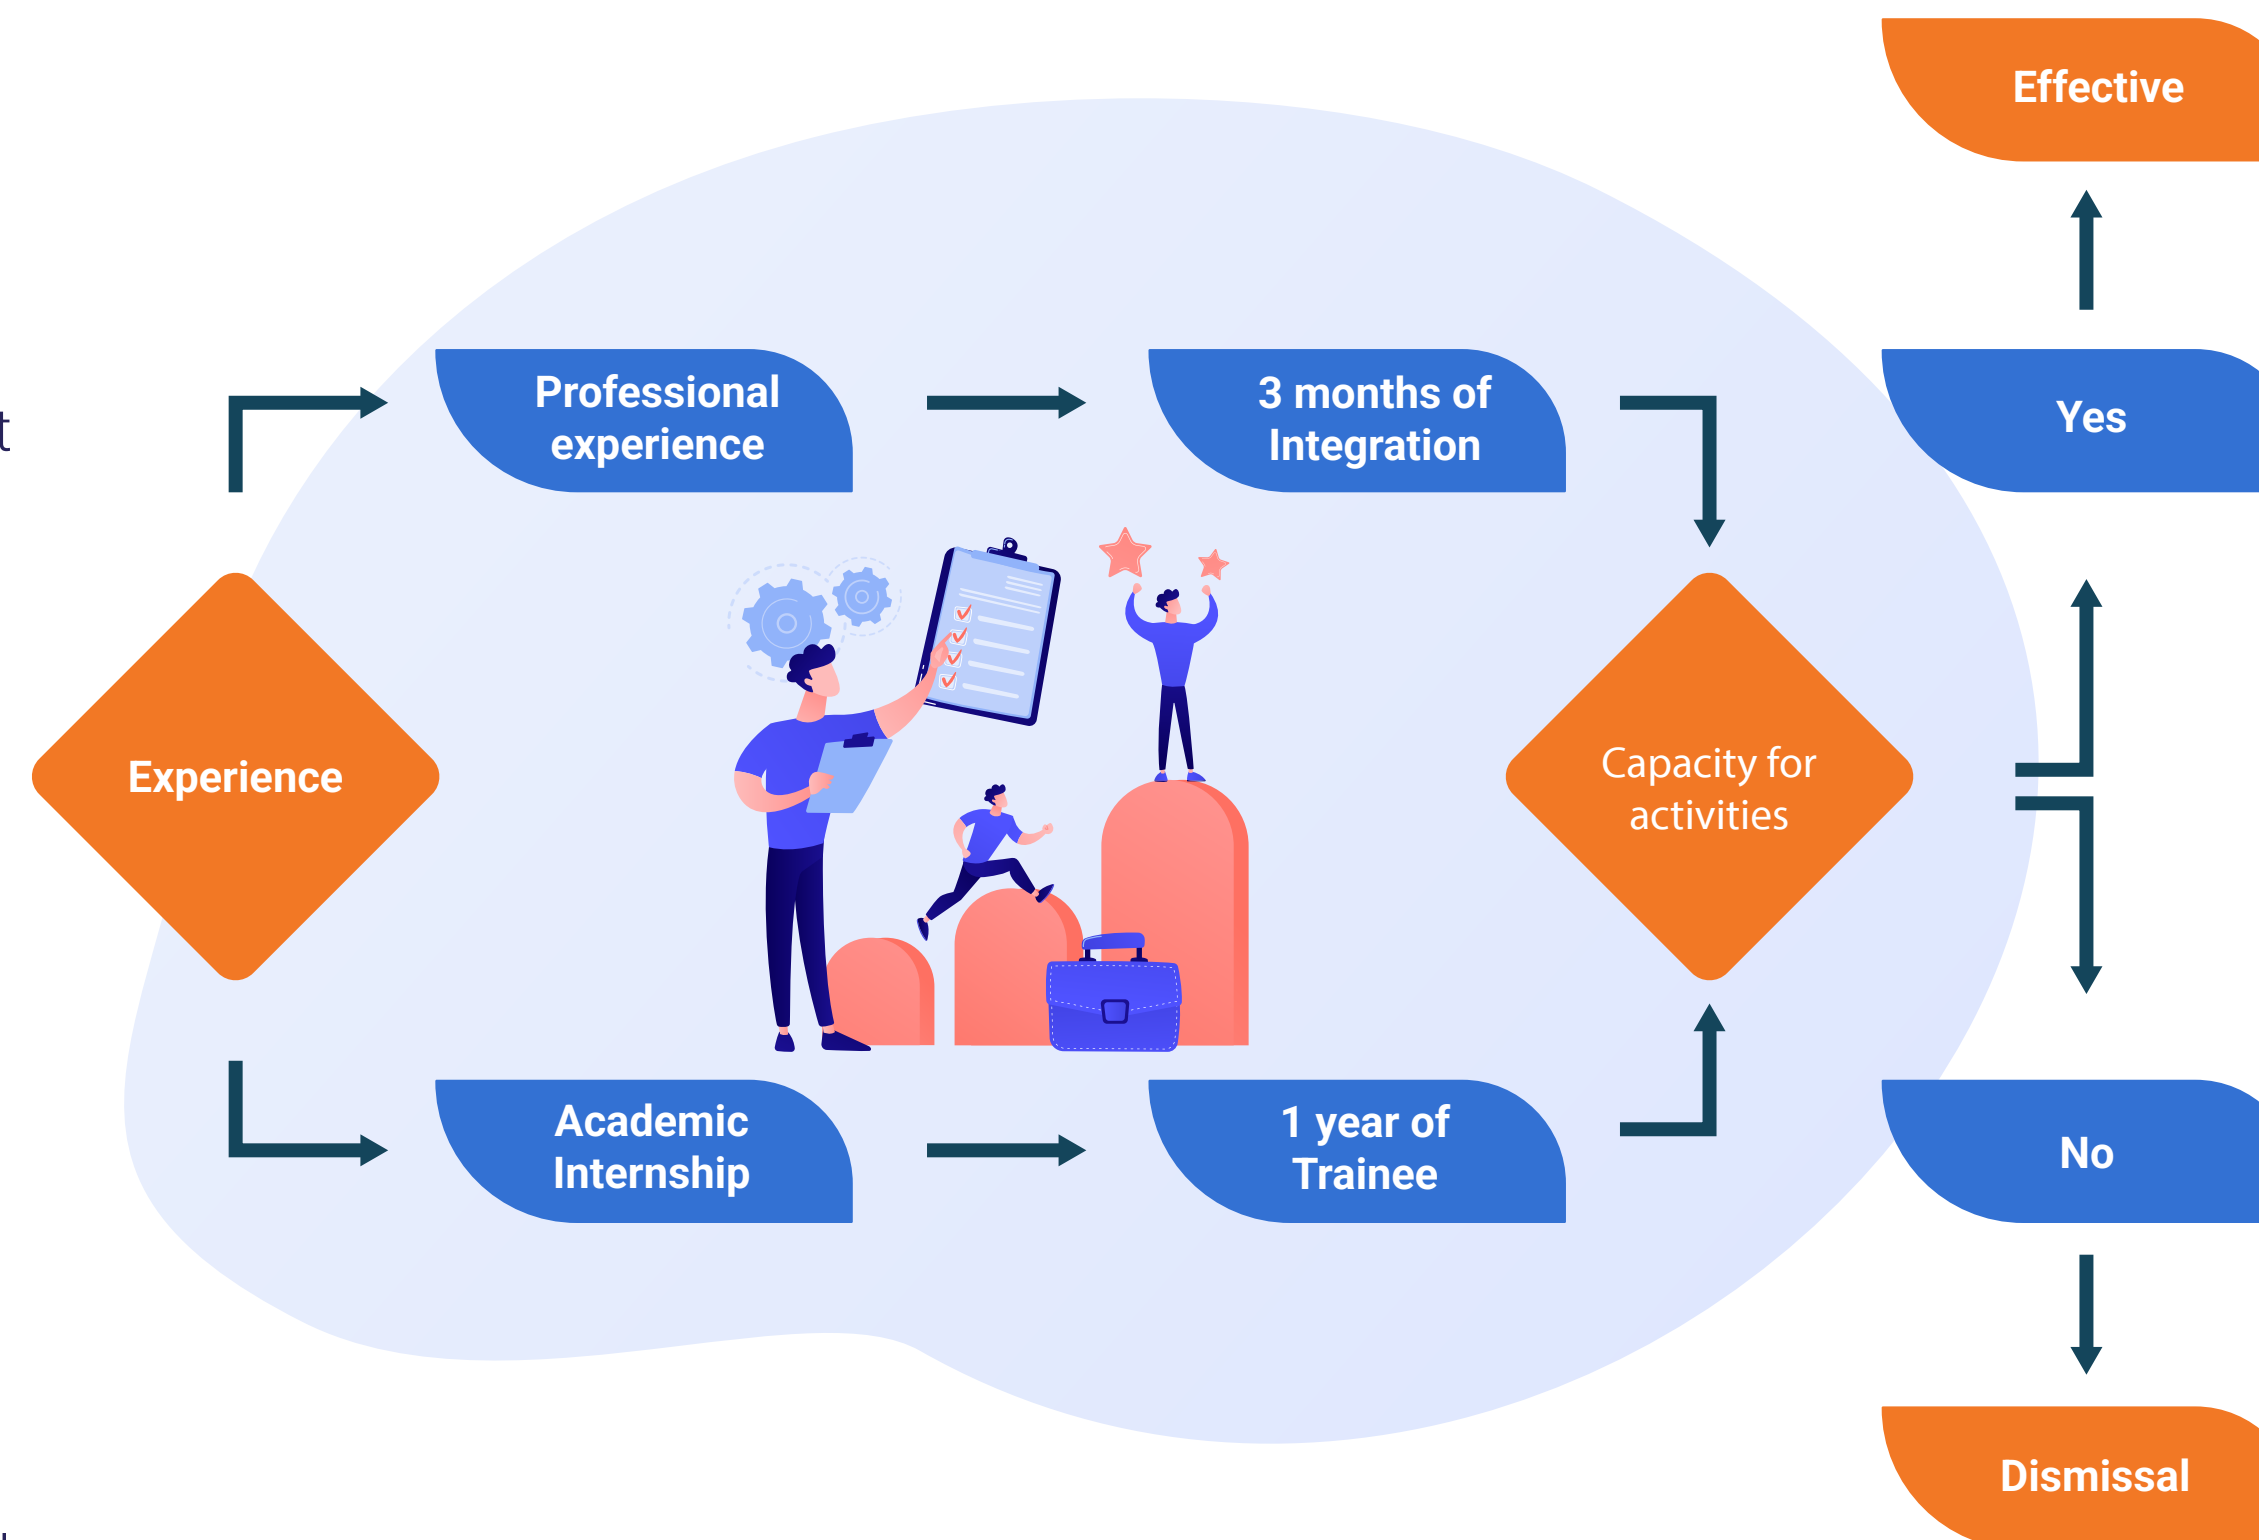 Effective
Professional
experience
3 months of
Integration
Yes
t
Experience
Capacity for
activities
Academic
Internship
1 year of
Trainee
No
Dismissal